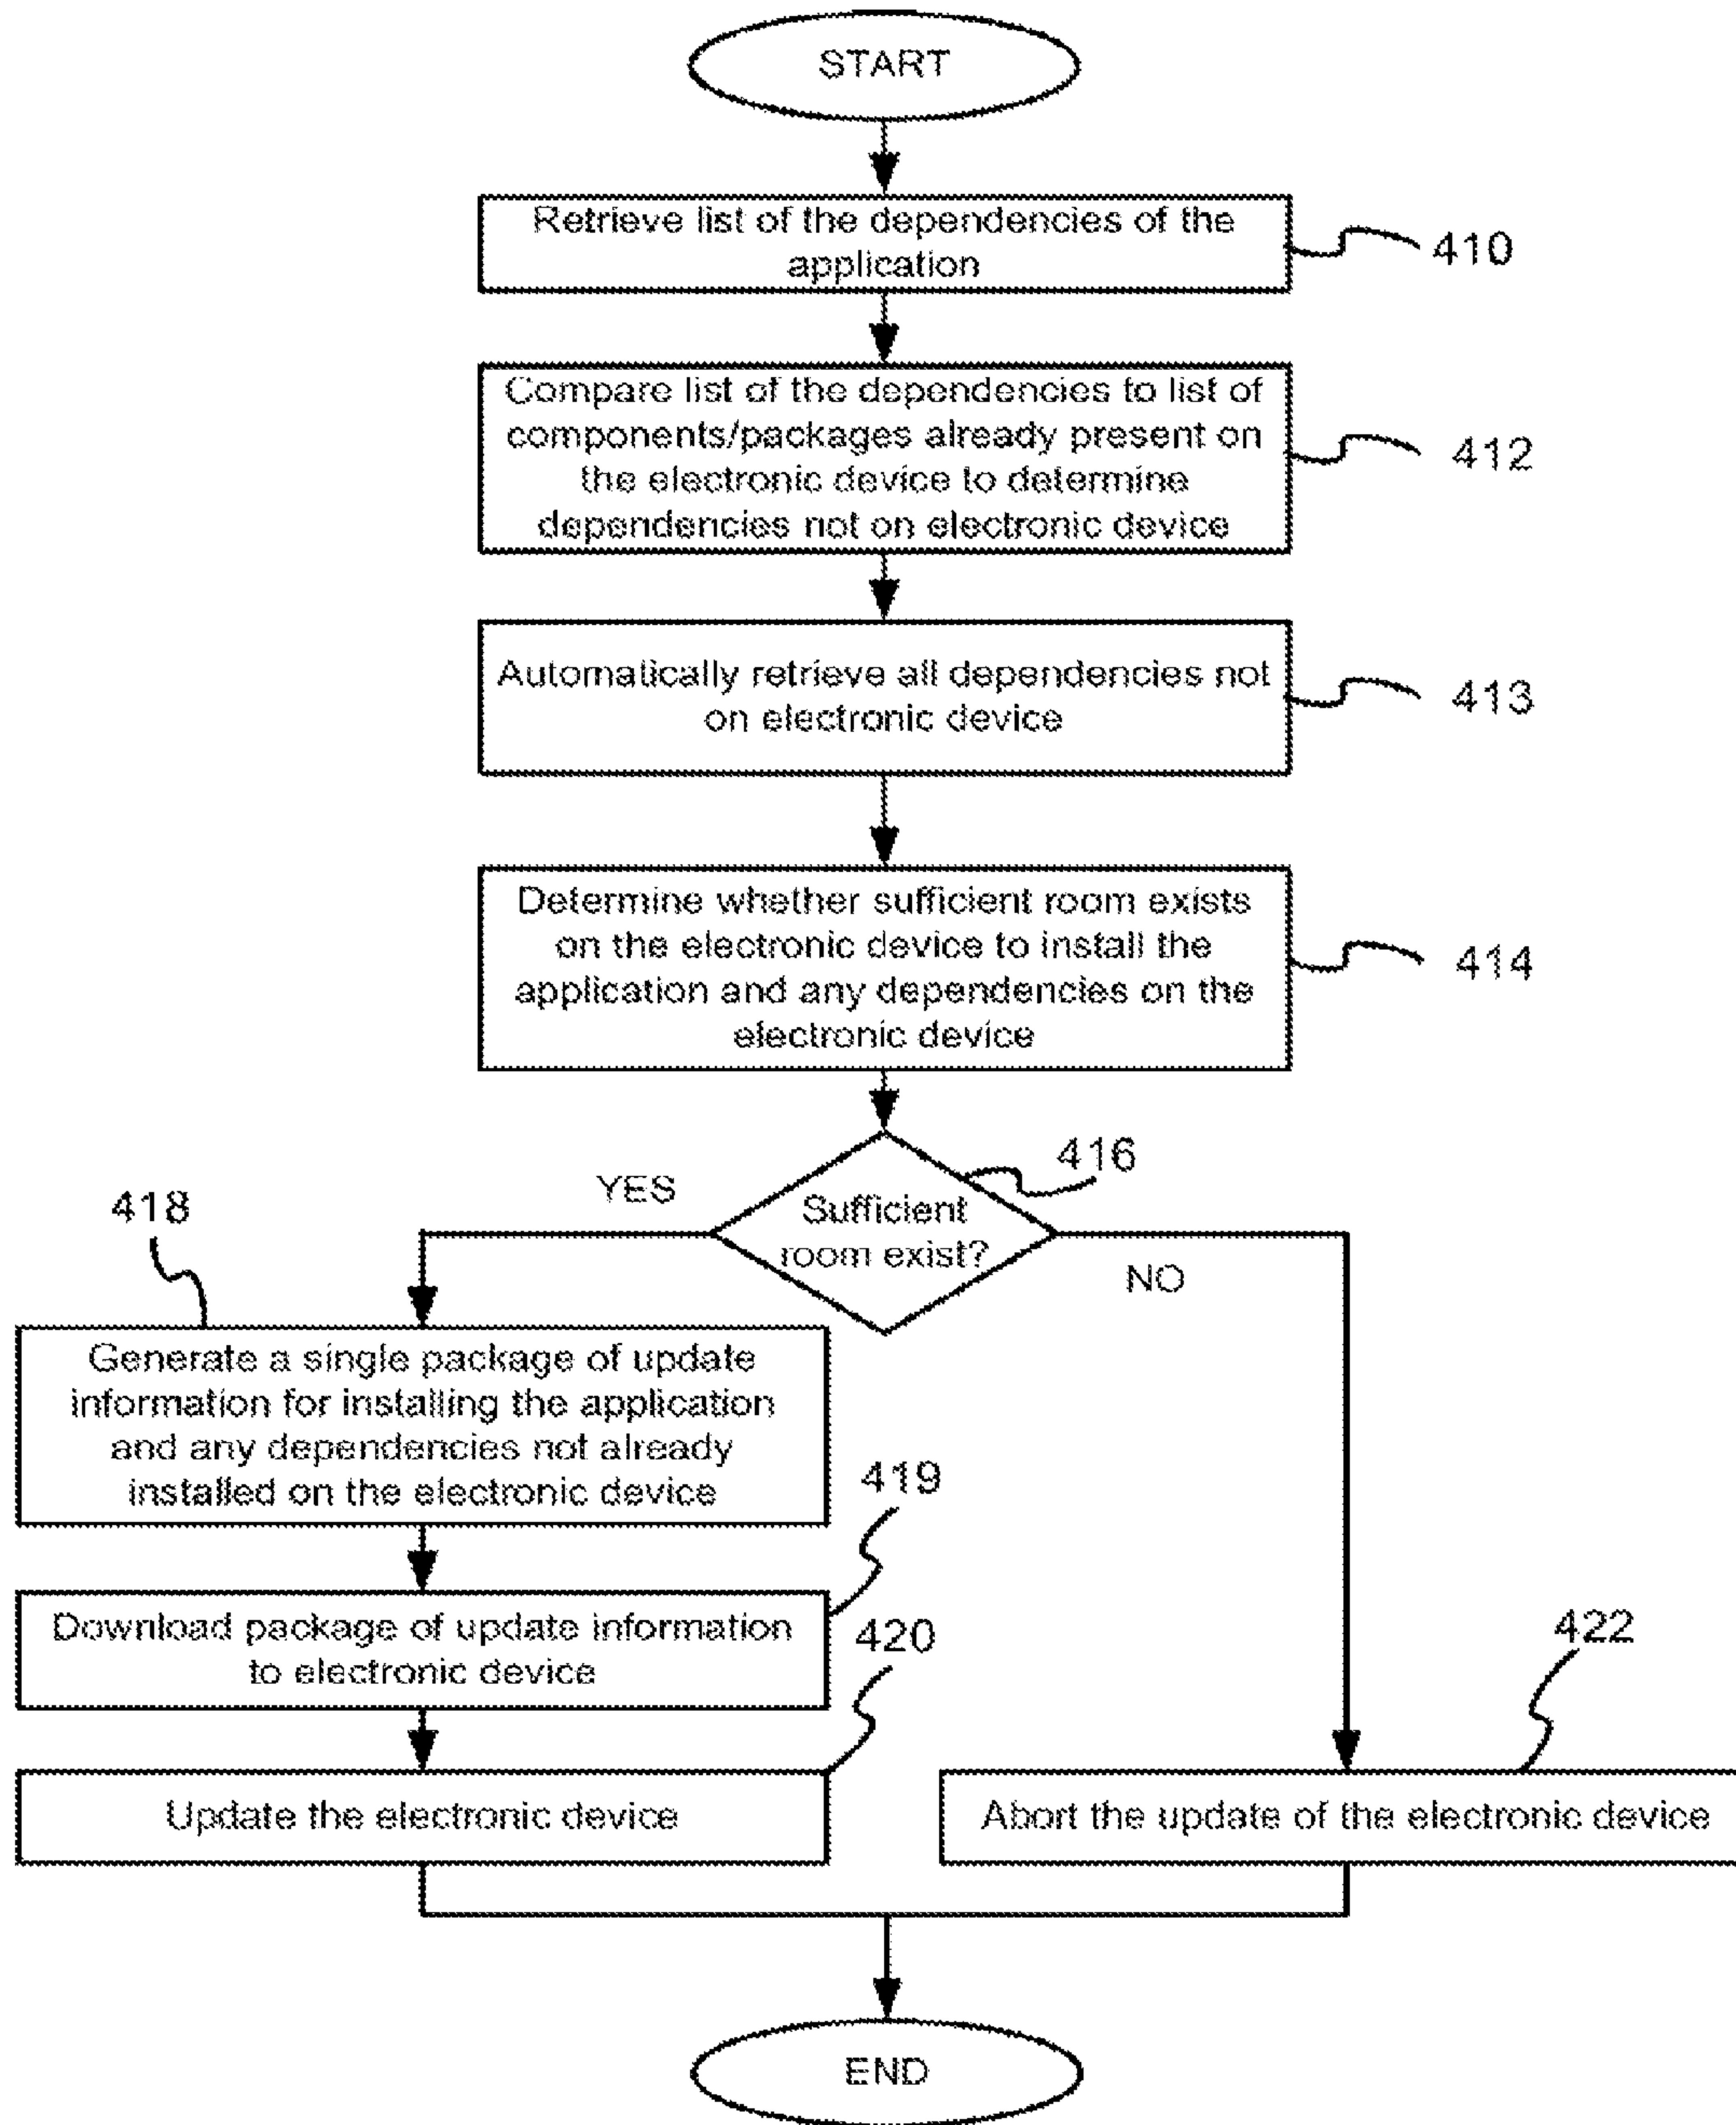 START
Retrieve list of the dependencies of the
application
410
Compare list of the dependencies to list of
components/packages already present on
the electronic device to determine
dependencies not on electronic device
412
Automatically retrieve all dependencies not
on electronic device
413
Determine whether sufficient room exists
on the electronic device to install the
application and any dependencies on the
electronic device
414
416
YES
Sufficient
room exist?
NO
418
Generate a single package of update
information for installing the application
and any dependencies not already
installed on the electronic device
419
Download package of update information
to electronic device
420
Update the electronic device
422
Abort the update of the electronic device
END